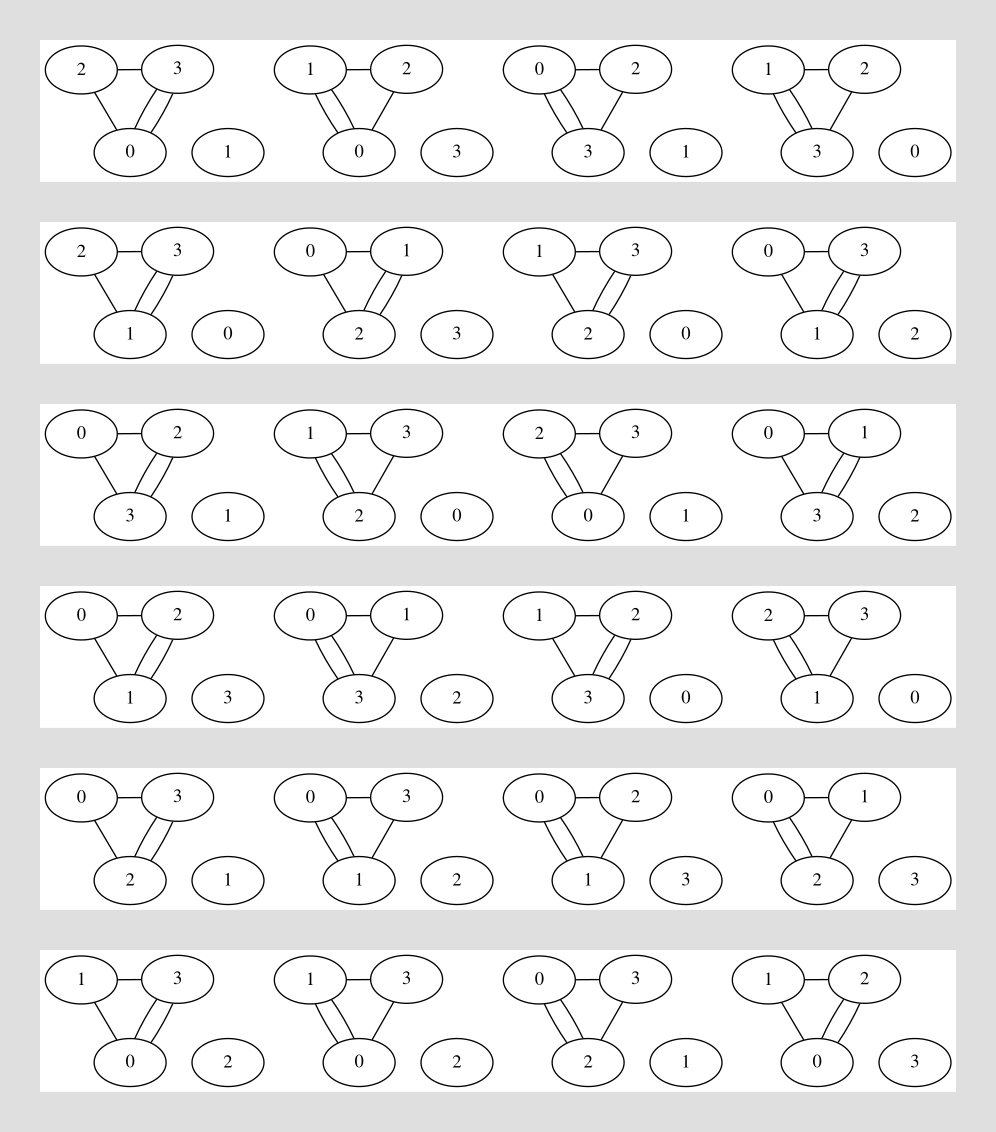 2 3 1 2 0 2 1 2
0 1 0 3 3 1 3 0
2 3 0 1 1 3 0 3
1 0 2 3 2 0 1 2
0 2 1 3 2 3 0 1
3 1 2 0 0 1 3 2
0 2 0 1 1 2 2 3
1 3 3 2 3 0 1 0
0 3 0 3 0 2 0 1
2 1 1 2 1 3 2 3
1 3 1 3 0 3 1 2
0 2 0 2 2 1 0 3